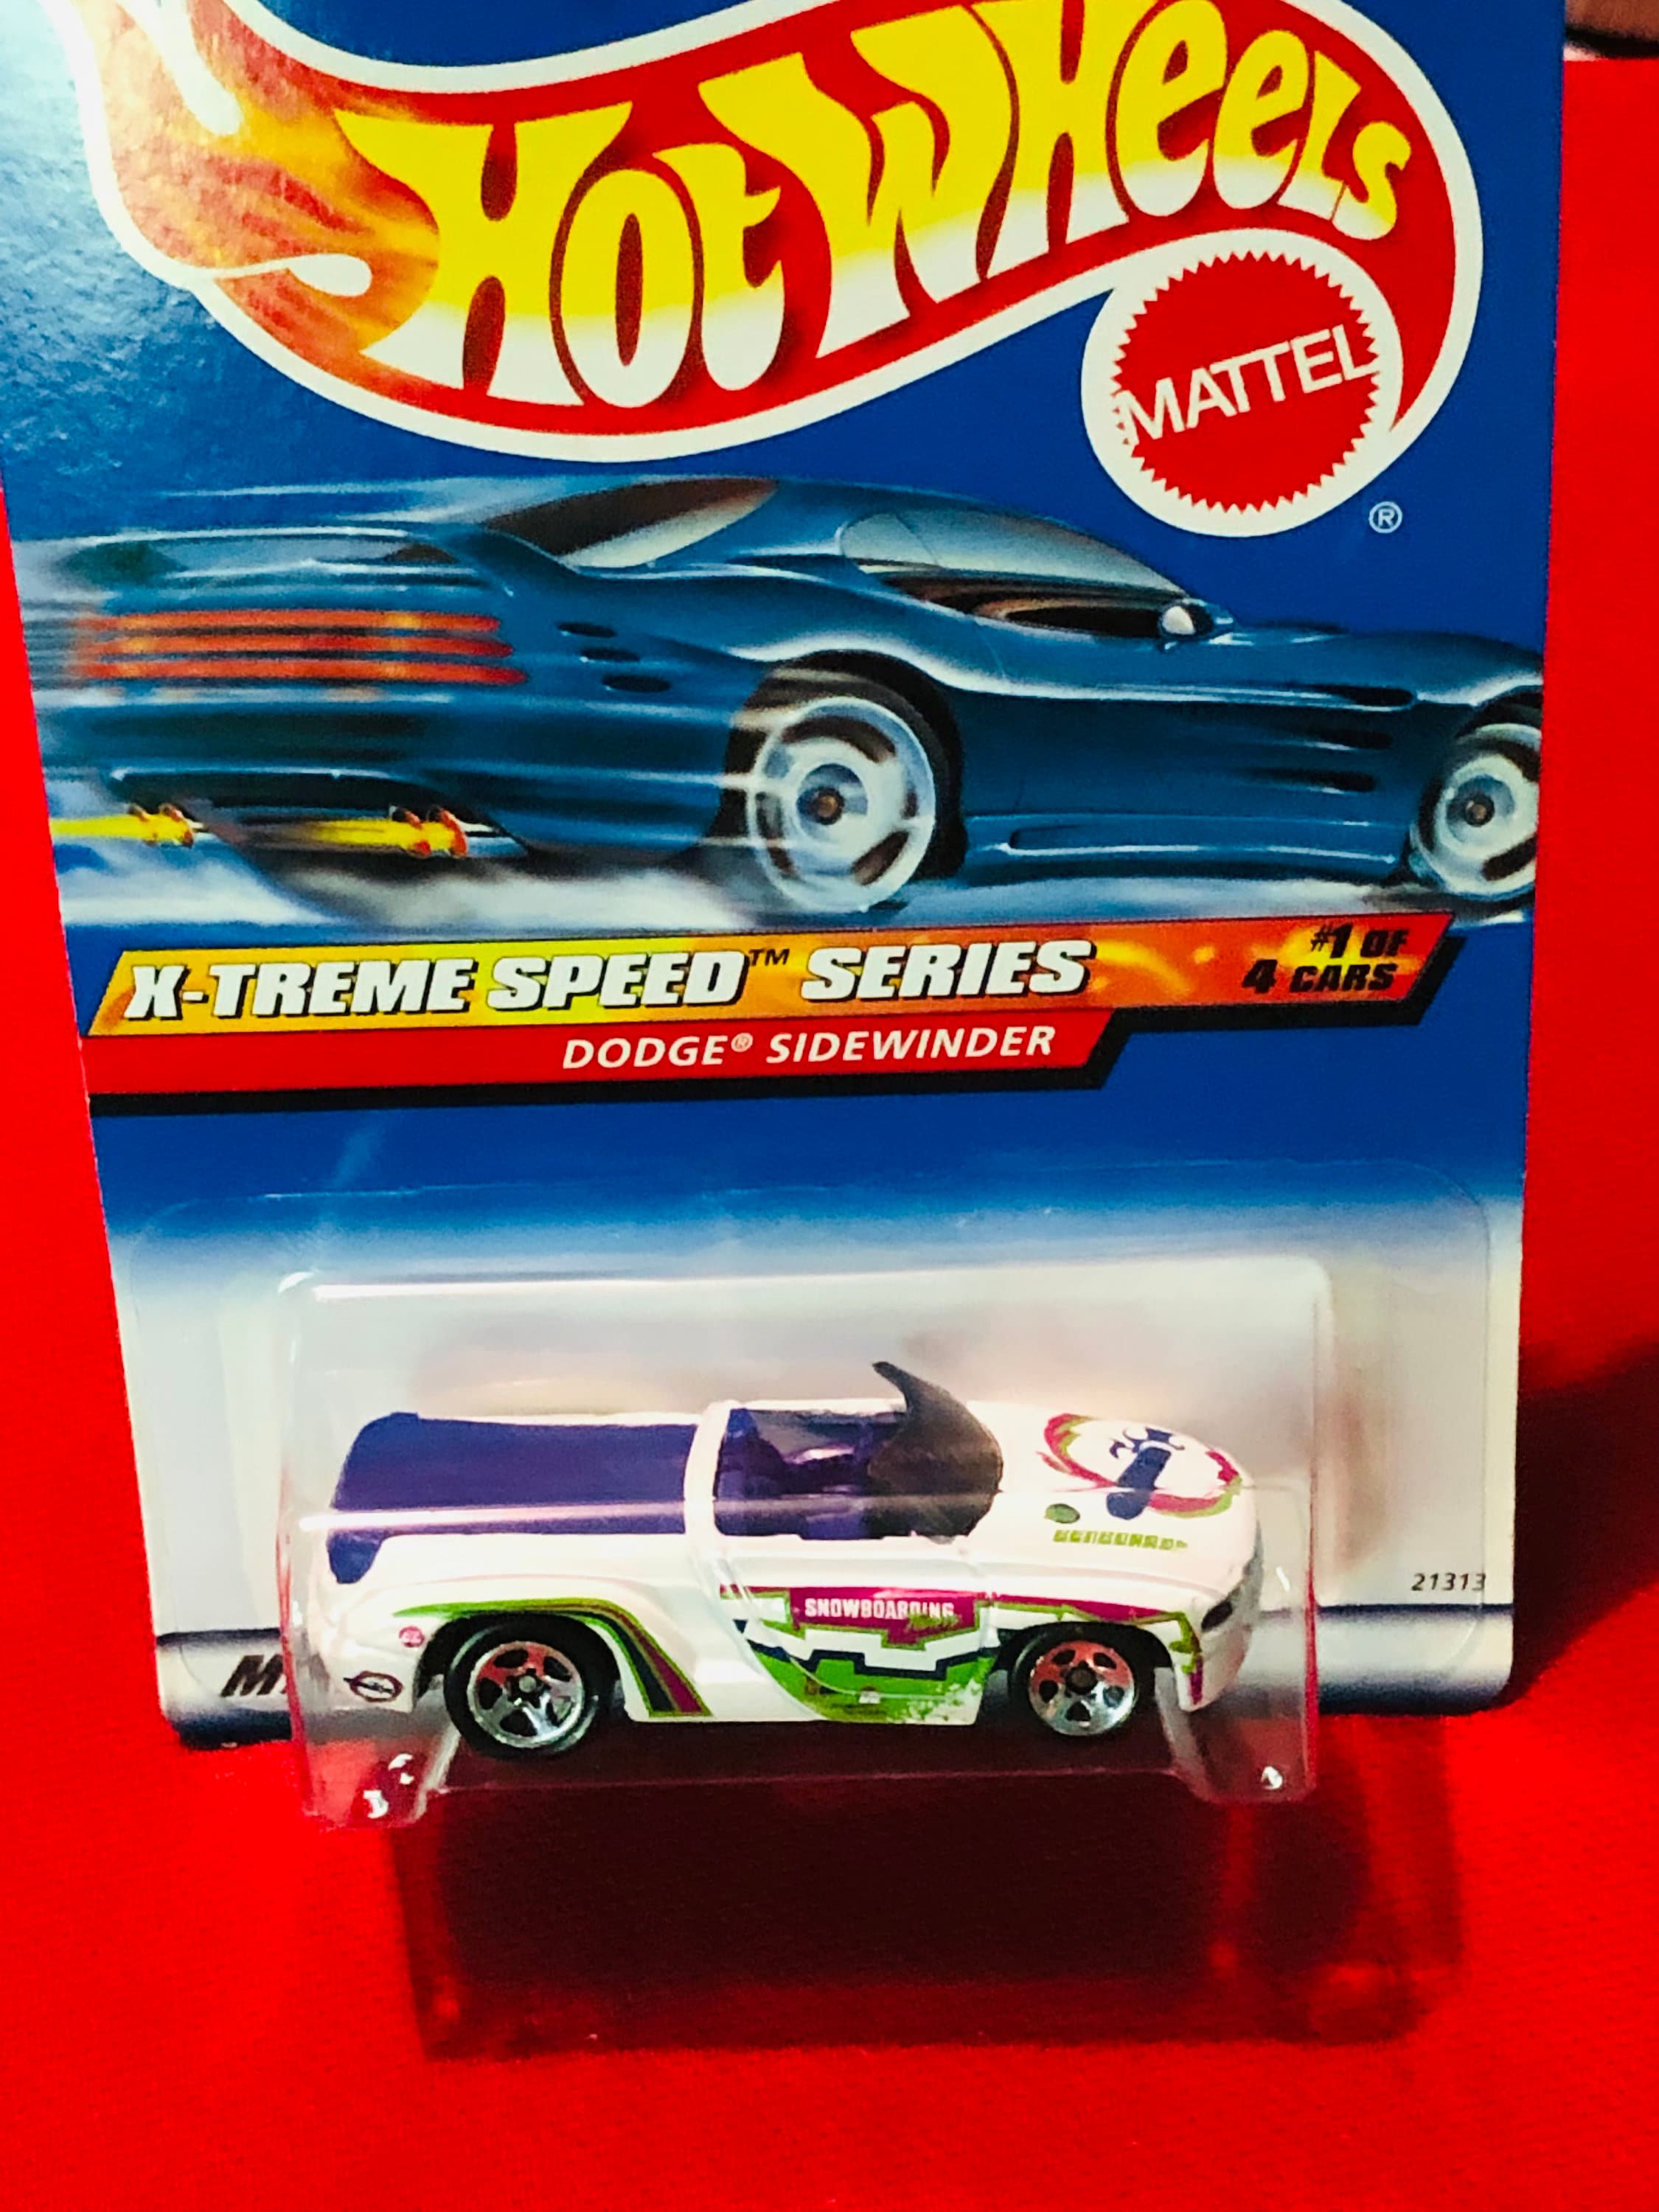 Hot Wheels
MATTEL
®
X-TREME SPEED™ SERIES
#1 OF
4 CARS
DODGE® SIDEWINDER
SNOWBOARDING
21313